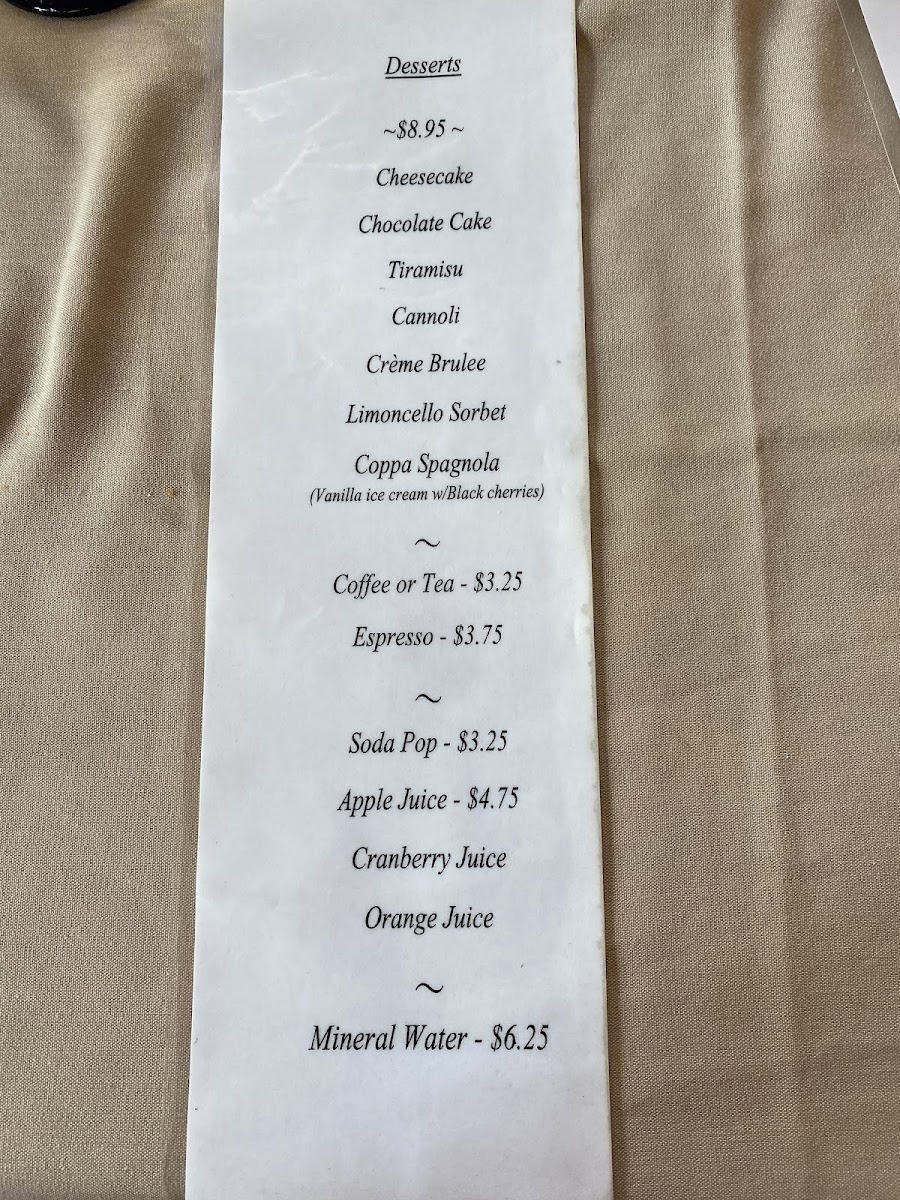 Desserts
~$8.95 ~
Cheesecake
Chocolate Cake
Tiramisu
Cannoli
Crème Brulee
Limoncello Sorbet
Coppa Spagnola
(Vanilla ice cream w/Black cherries)
~
Coffee or Tea - $3.25
Espresso - $3.75
~
Soda Pop - $3.25
Apple Juice - $4.75
Cranberry Juice
Orange Juice
~
Mineral Water - $6.25